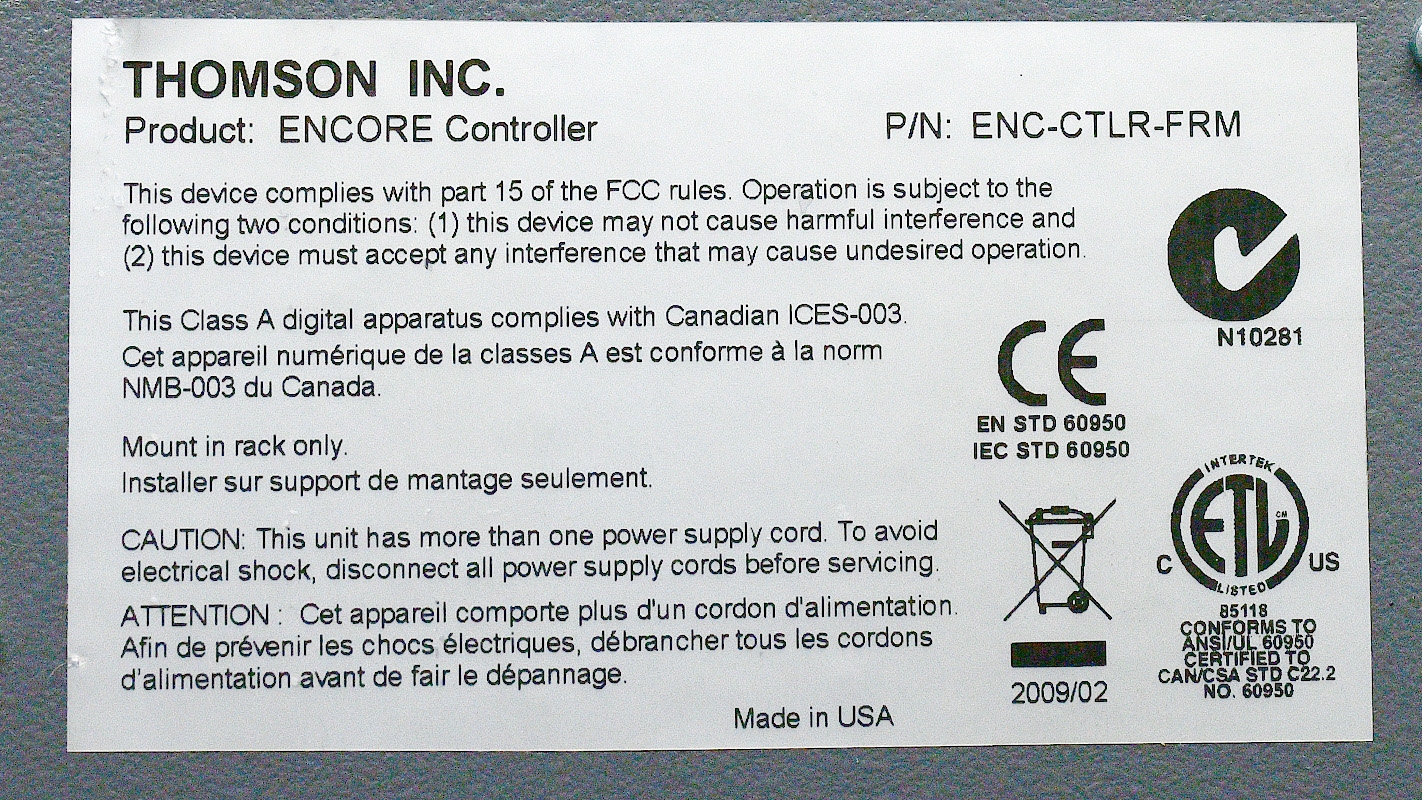 THOMSON INC.
Product: ENCORE Controller
P/N: ENC-CTLR-FRM
This device complies with part 15 of the FCC rules. Operation is subject to the
following two conditions: (1) this device may not cause harmful interference and
(2) this device must accept any interference that may cause undesired operation.
N10281
This Class A digital apparatus complies with Canadian ICES-003.
Cet appareil numérique de la classes A est conforme à la norm
NMB-003 du Canada.
CE
EN STD 60950
IEC STD 60950
Mount in rack only.
Installer sur support de mantage seulement.
CAUTION: This unit has more than one power supply cord. To avoid
electrical shock, disconnect all power supply cords before servicing.
ATTENTION : Cet appareil comporte plus d'un cordon d'alimentation.
Afin de prévenir les chocs électriques, débrancher tous les cordons
d'alimentation avant de fair le dépannage.
2009/02
INTERTEK
ETL CM
C US
LISTED
85118
CONFORMS TO
ANSI/UL 60950
CERTIFIED TO
CAN/CSA STD C22.2
NO. 60950
Made in USA